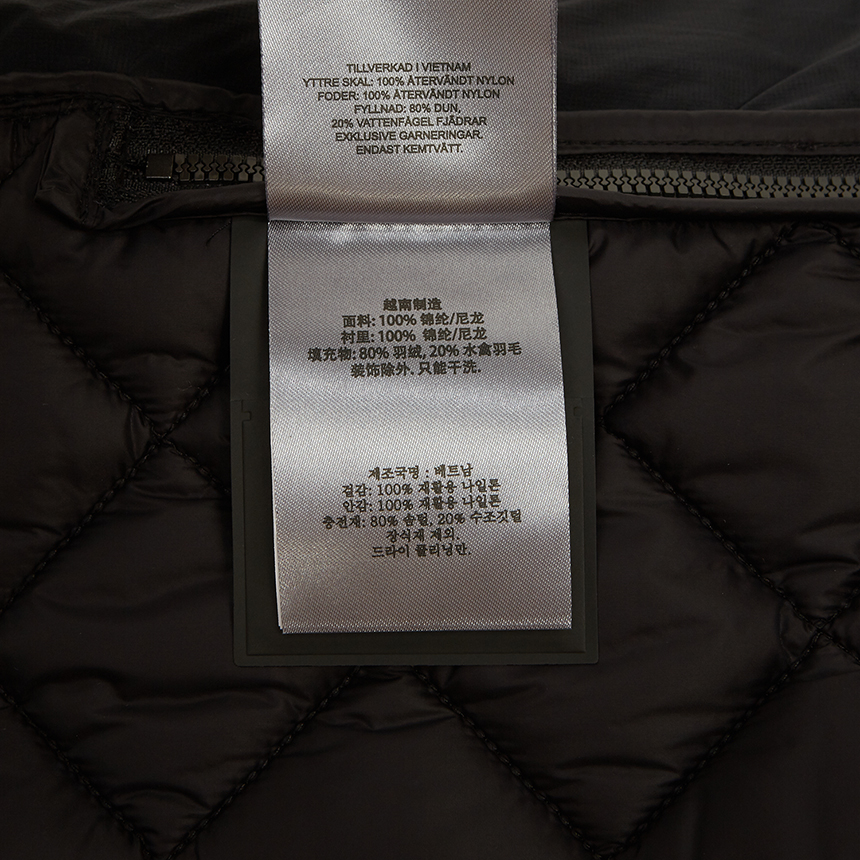 TILLVERKAD I VIETNAM
YTTRE SKAL: 100% ÅTERVÄNDT NYLON
FODER: 100% ÅTERVÄNDT NYLON
FYLLNAD: 80% DUN,
20% VATTENFÅGEL FJÄDRAR
EXKLUSIVE GARNERINGAR.
ENDAST KEMTVÄTT.
越南制造
面料: 100% 锦纶/尼龙
衬里: 100% 锦纶/尼龙
填充物: 80% 羽绒, 20% 水禽羽毛
装饰除外. 只能干洗.
제조국명 : 베트남
겉감: 100% 재활용 나일론
안감: 100% 재활용 나일론
충전재: 80% 솜털, 20% 수조깃털
장식재 제외.
드라이 클리닝만.